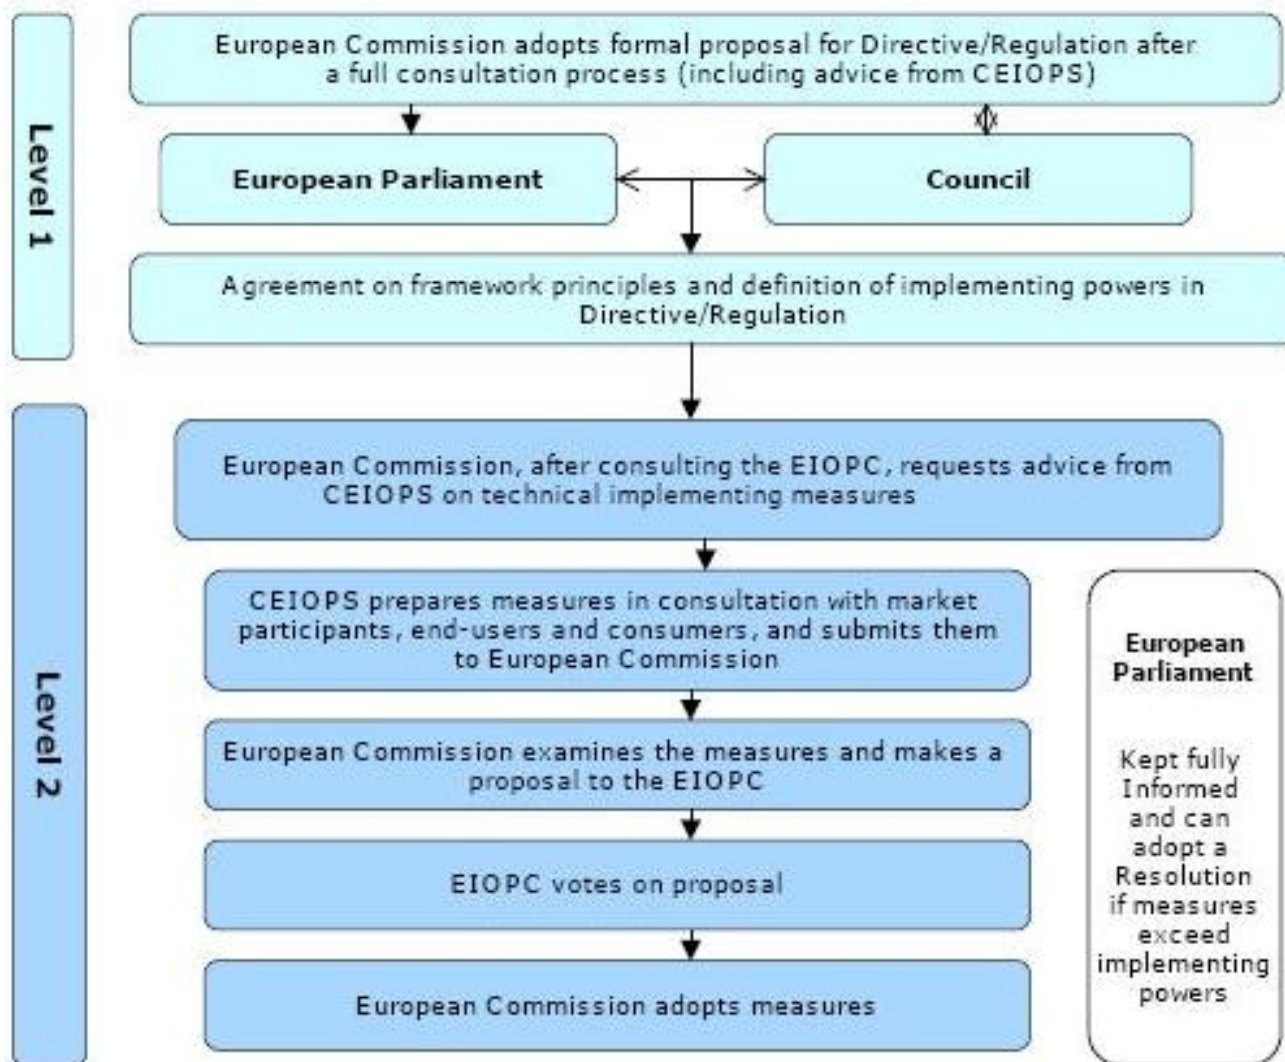 Level 1
European Commission adopts formal proposal for Directive/Regulation after
a full consultation process (including advice from CEIOPS)
European Parliament
Council
Agreement on framework principles and definition of implementing powers in
Directive/Regulation
Level 2
European Commission, after consulting the EIOPC, requests advice from
CEIOPS on technical implementing measures
CEIOPS prepares measures in consultation with market
participants, end-users and consumers, and submits them
to European Commission
European Commission examines the measures and makes a
proposal to the EIOPC
EIOPC votes on proposal
European Commission adopts measures
European
Parliament
Kept fully
Informed
and can
adopt a
Resolution
if measures
exceed
implementing
powers